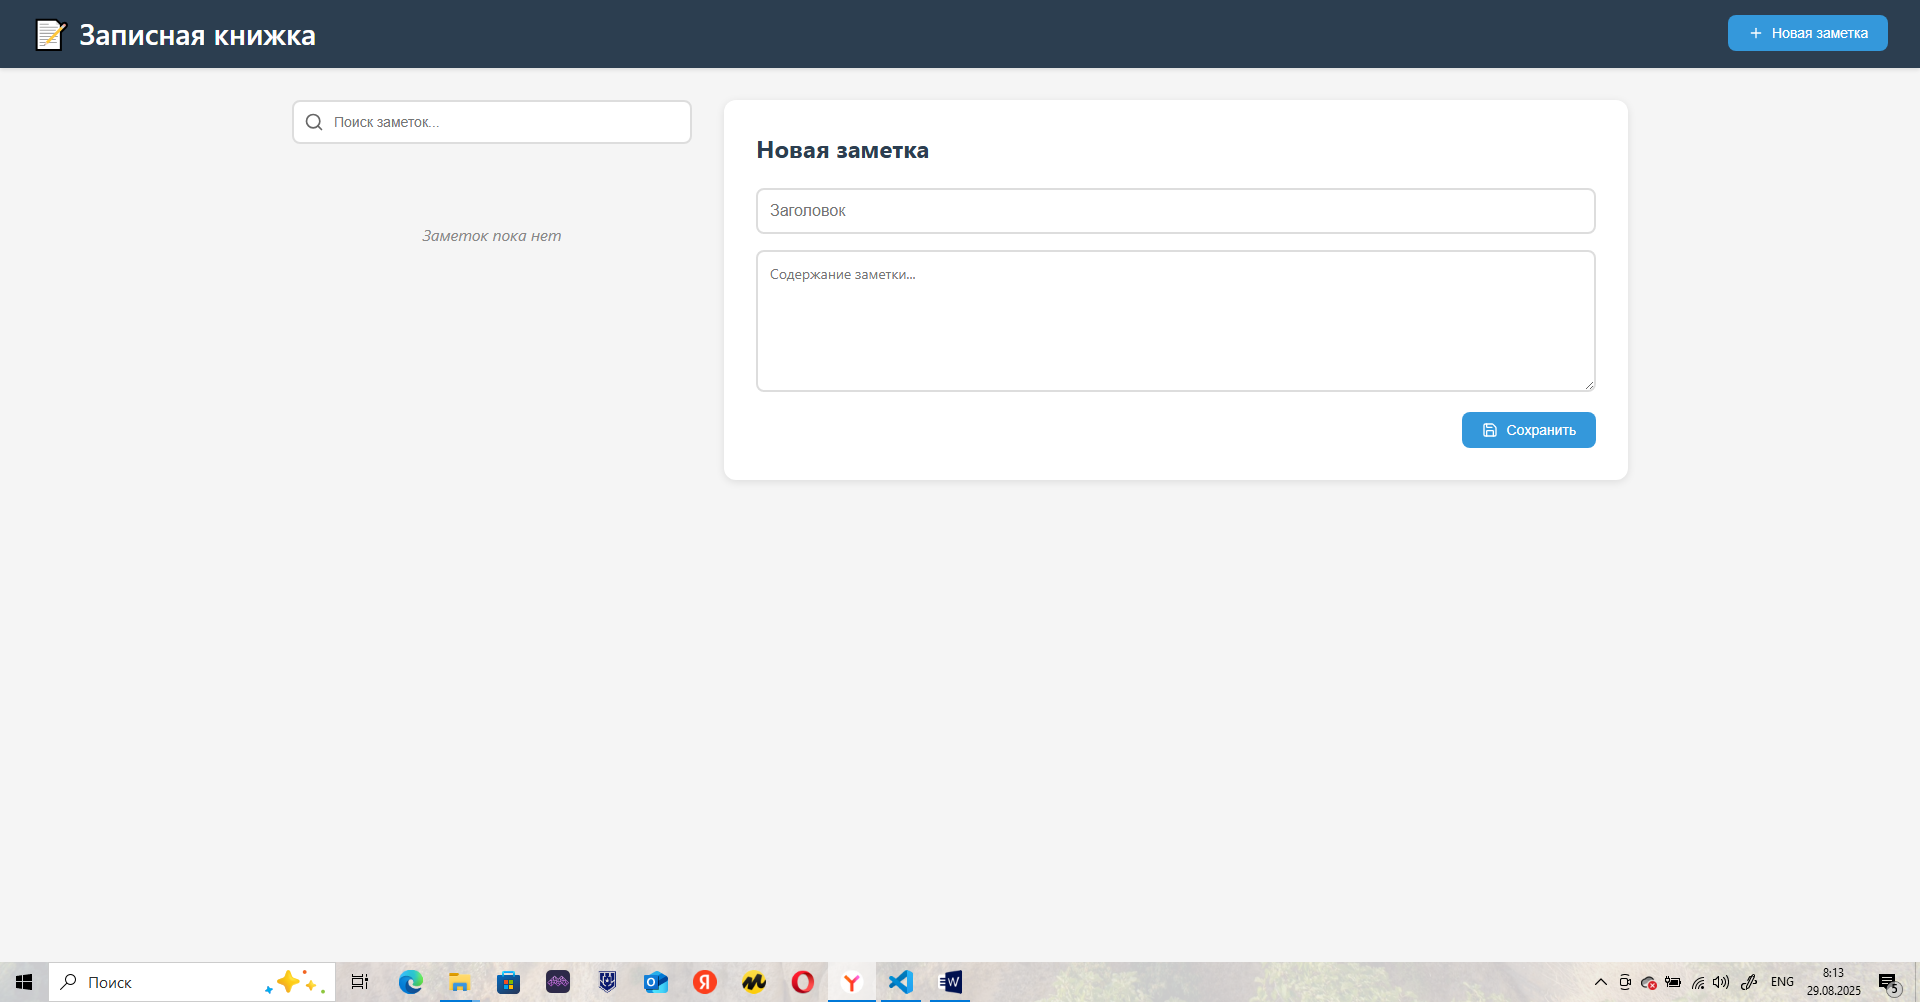 Записная книжка
Новая заметка
Поиск заметок...
Заметок пока нет
Новая заметка
Заголовок
Содержание заметки...
Сохранить
Поиск
ENG
8:13
29.08.2025
5